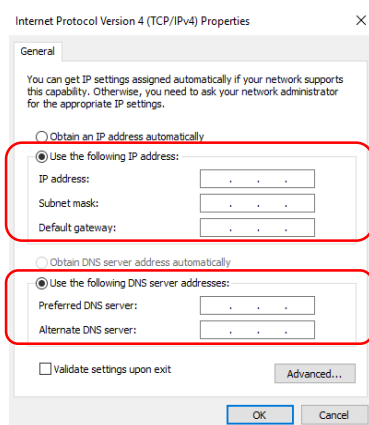 Internet Protocol Version 4 (TCP/IPv4) Properties
General
You can get IP settings assigned automatically if your network supports
this capability. Otherwise, you need to ask your network administrator
for the appropriate IP settings.
Obtain an IP address automatically
Use the following IP address:
IP address:
Subnet mask:
Default gateway:
Obtain DNS server address automatically
Use the following DNS server addresses:
Preferred DNS server:
Alternate DNS server:
Validate settings upon exit
Advanced...
OK Cancel